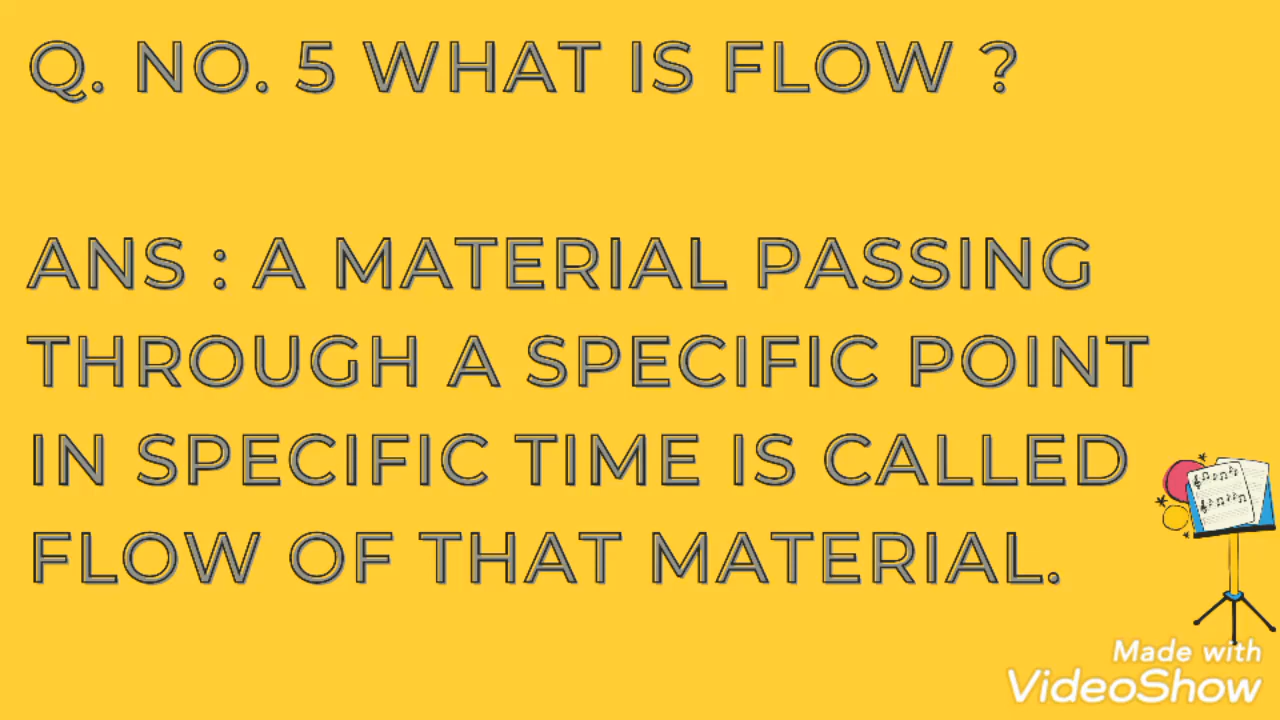 Q. NO. 5 WHAT IS FLOW ?
ANS : A MATERIAL PASSING
THROUGH A SPECIFIC POINT
IN SPECIFIC TIME IS CALLED
FLOW OF THAT MATERIAL.
Made with
VideoShow